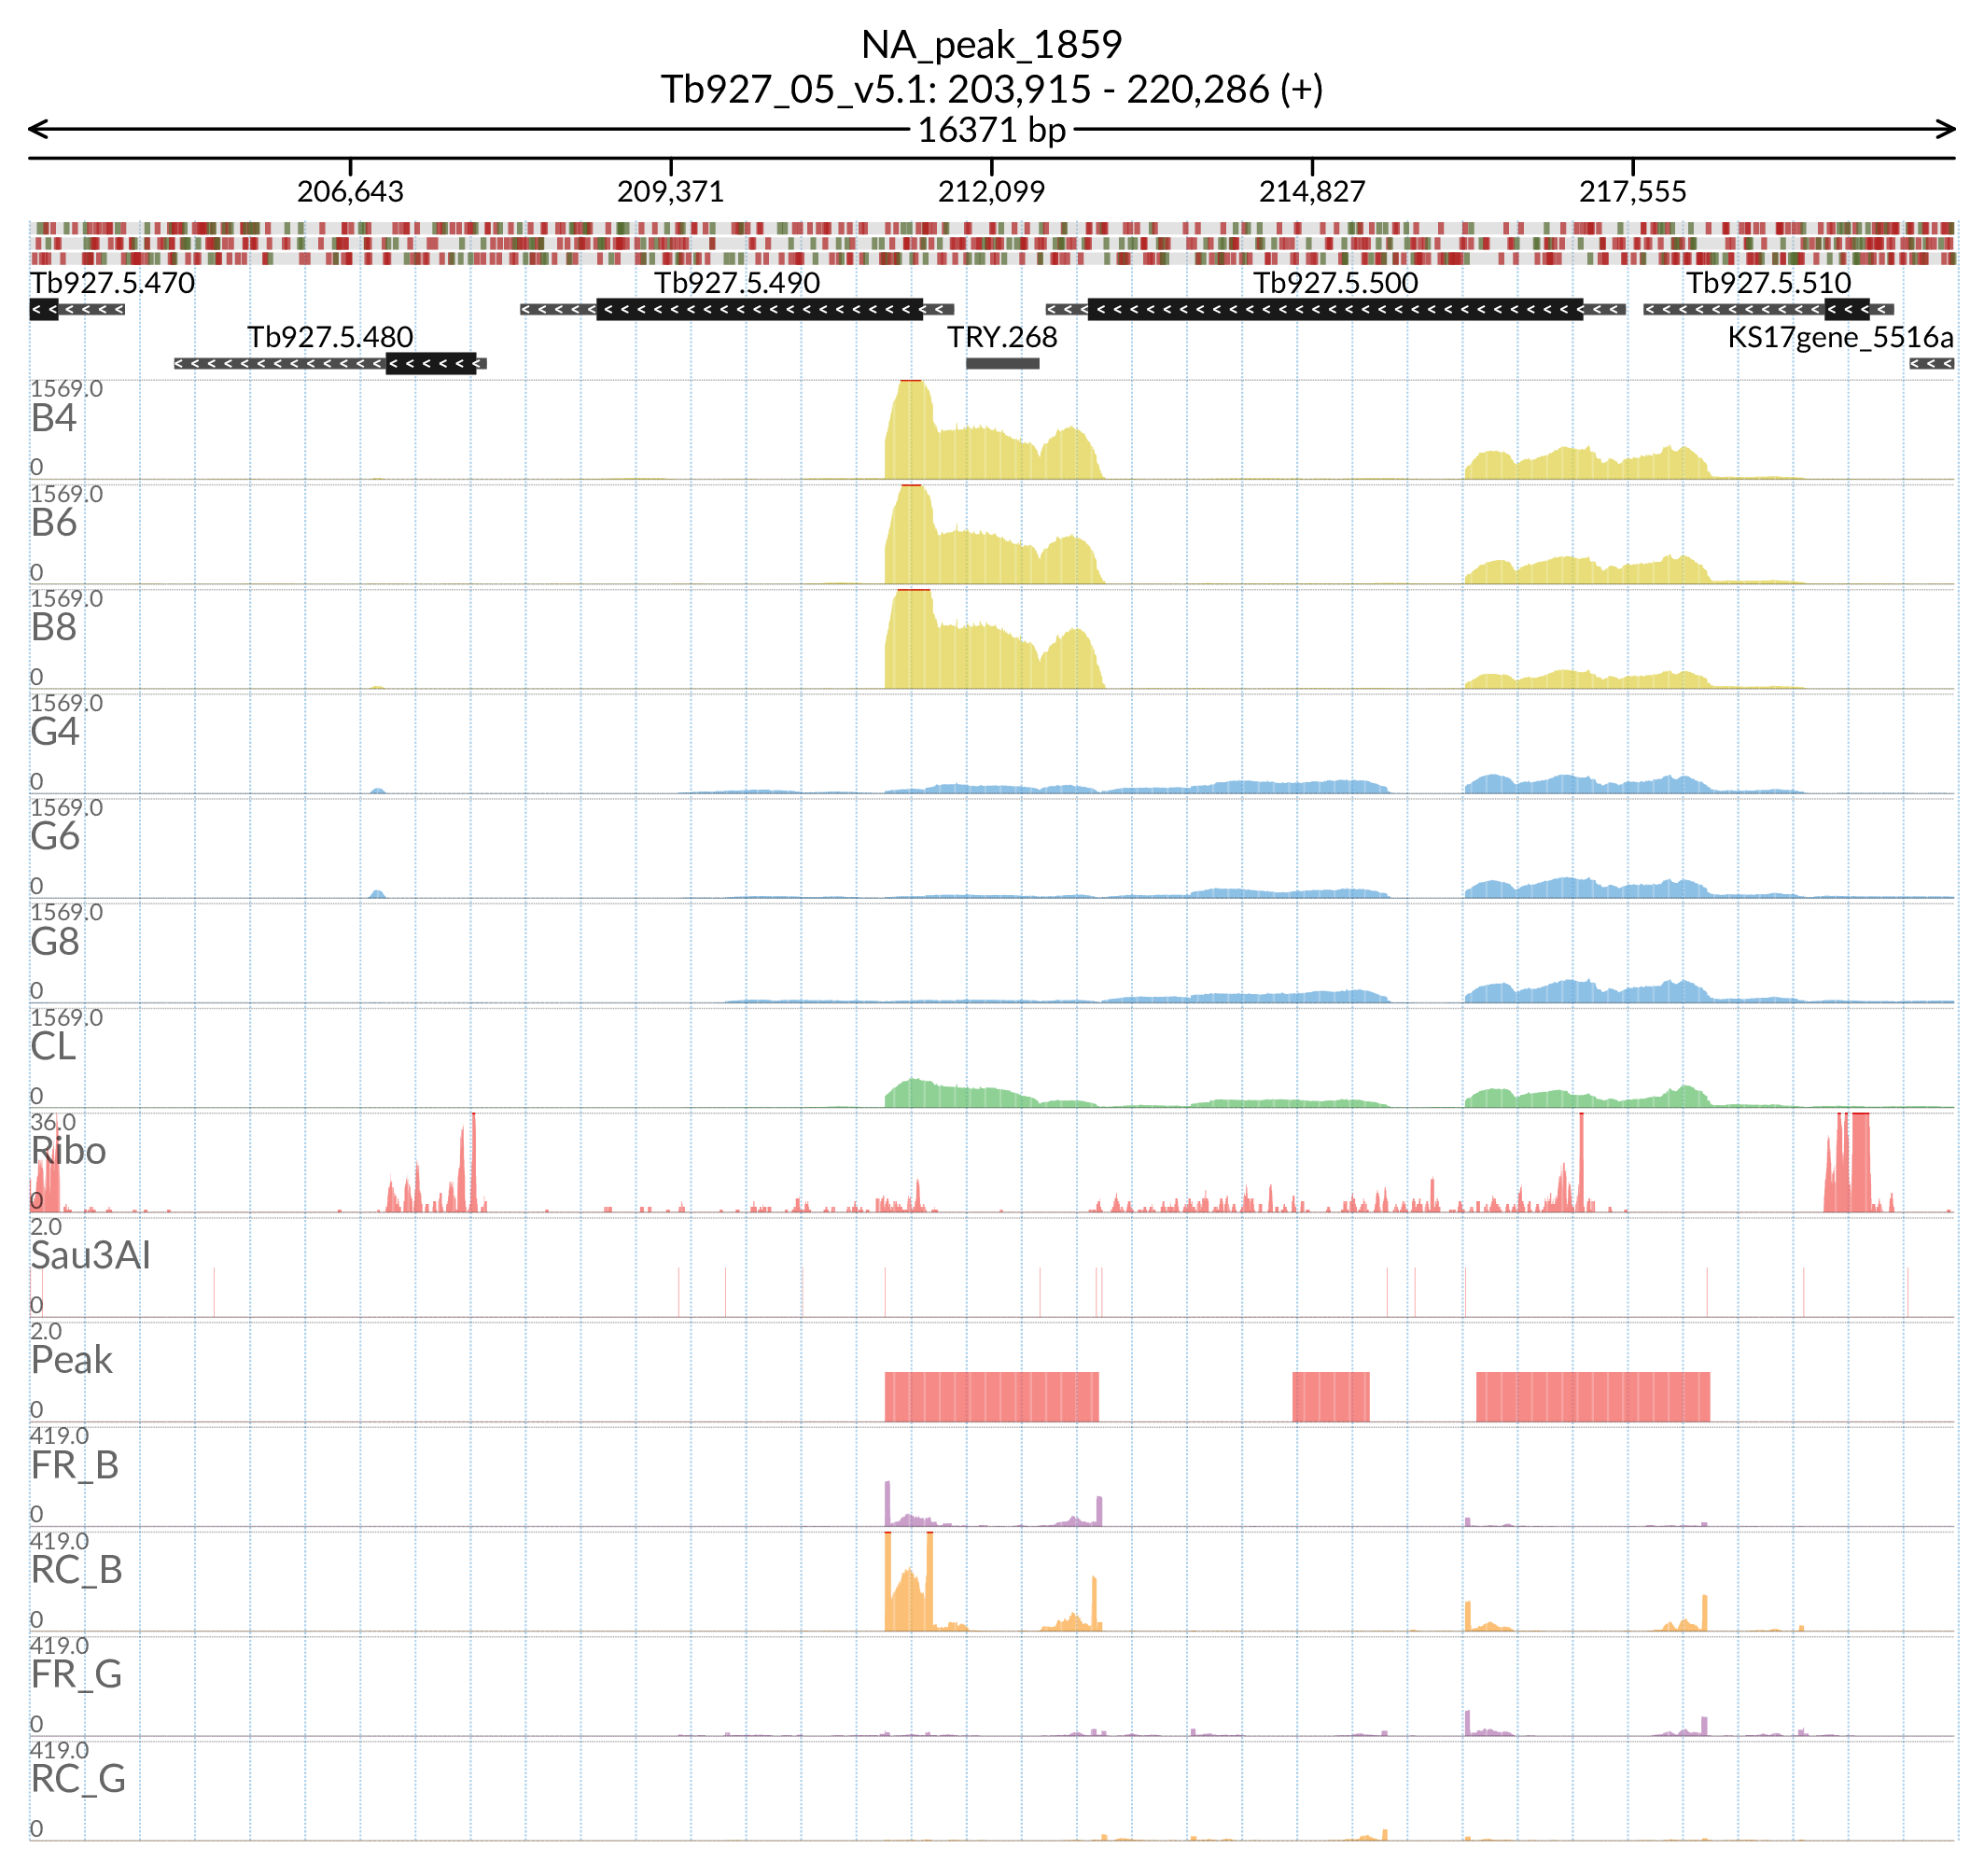 NA_peak_1859
Tb927_05_v5.1: 203,915 - 220,286 (+)
16371 bp
206,643 209,371 212,099 214,827 217,555
Tb927.5.470 Tb927.5.490 Tb927.5.500 Tb927.5.510
Tb927.5.480 TRY.268 KS17gene_5516a
1569.0
B4
0
1569.0
B6
0
1569.0
B8
0
1569.0
G4
0
1569.0
G6
0
1569.0
G8
0
1569.0
CL
0
36.0
Ribo
0
2.0
Sau3AI
0
2.0
Peak
0
419.0
FR_B
0
419.0
RC_B
0
419.0
FR_G
0
419.0
RC_G
0